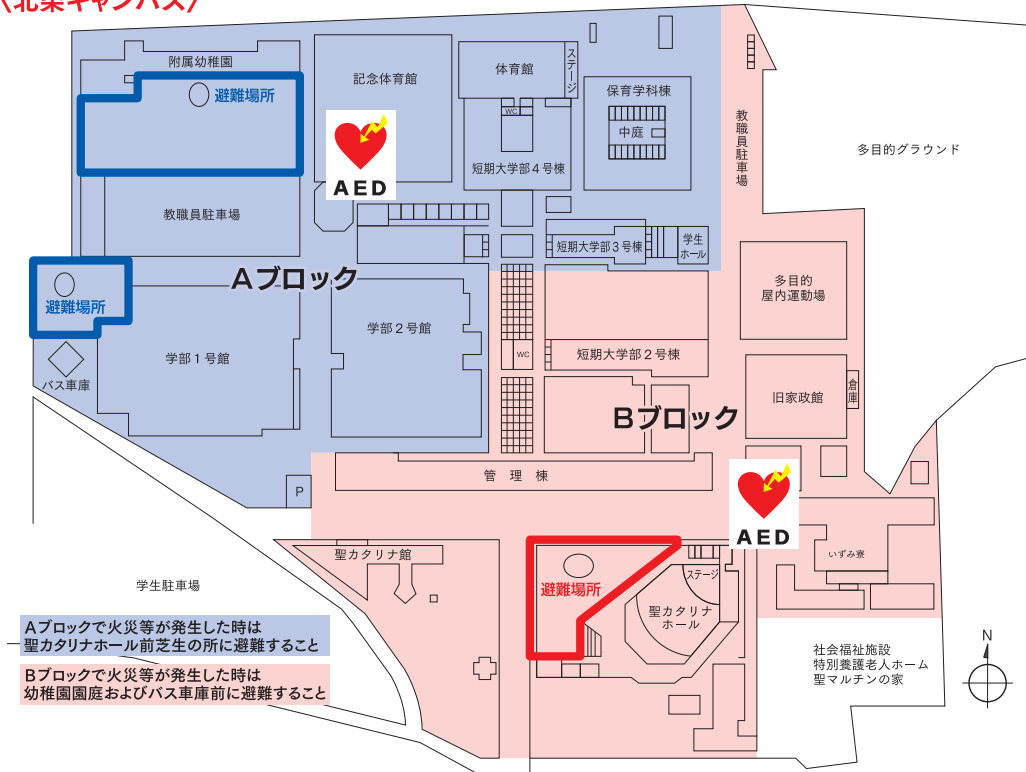 〈北条キャンパス〉
附属幼稚園
避難場所
記念体育館
体育館
ステージ
WC
保育学科棟
中庭
短期大学部４号棟
教職員駐車場
多目的グラウンド
AED
教職員駐車場
短期大学部３号棟
学生
ホール
Aブロック
避難場所
多目的
屋内運動場
学部１号館
学部２号館
WC
短期大学部２号棟
バス車庫
旧家政館
倉庫
Bブロック
管理棟
P
AED
聖カタリナ館
いずみ寮
避難場所
ステージ
聖カタリナ
ホール
学生駐車場
Aブロックで火災等が発生した時は
聖カタリナホール前芝生の所に避難すること
Bブロックで火災等が発生した時は
幼稚園園庭およびバス車庫前に避難すること
社会福祉施設
特別養護老人ホーム
聖マルチンの家
N